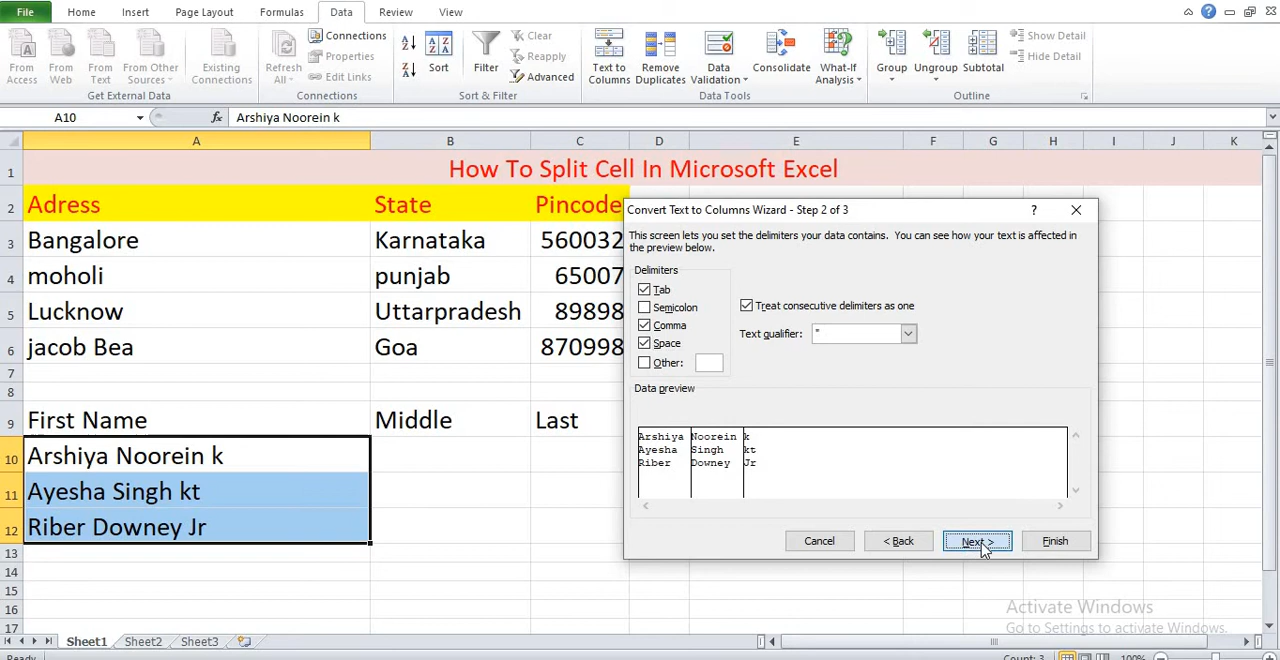 File Home Insert Page Layout Formulas Data Review View
From Access
From Web
From Text
From Other Sources
Existing Connections
Get External Data
Refresh All
Connections
Properties
Edit Links
Connections
Sort
Filter
Clear
Reapply
Advanced
Sort & Filter
Text to Columns
Remove Duplicates
Data Validation
Consolidate
What-If Analysis
Data Tools
Group
Ungroup
Subtotal
Show Detail
Hide Detail
Outline
A10 fx Arshiya Noorein k
A B C D E F G H I J K
1 How To Split Cell In Microsoft Excel
2 Adress State Pincode
3 Bangalore Karnataka 560032
4 moholi punjab 65007
5 Lucknow Uttarpradesh 89898
6 jacob Bea Goa 870998
7
8
9 First Name Middle Last
10 Arshiya Noorein k
11 Ayesha Singh kt
12 Riber Downey Jr
13
14
15
16
17
Convert Text to Columns Wizard - Step 2 of 3 ?
This screen lets you set the delimiters your data contains. You can see how your text is affected in
the preview below.
Delimiters
Tab
Semicolon
Comma
Space
Other:
Treat consecutive delimiters as one
Text qualifier: "
Data preview
Arshiya Noorein k
Ayesha Singh kt
Riber Downey Jr
Cancel < Back Next > Finish
Activate Windows
Go to Settings to activate Windows.
Sheet1 Sheet2 Sheet3
Ready Count: 3 100%